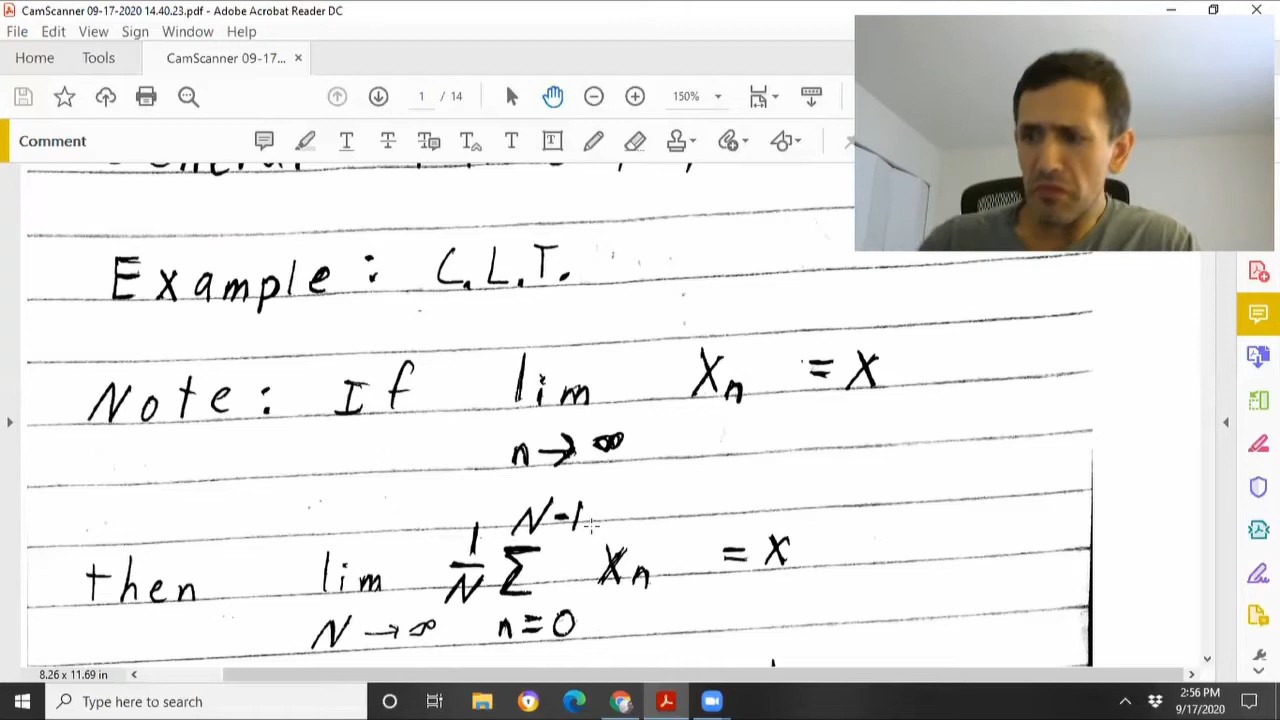 CamScanner 09-17-2020 14.40.23.pdf - Adobe Acrobat Reader DC
File Edit View Sign Window Help
Home Tools CamScanner 09-17... ×
1 / 14 150%
Comment
Example: C.L.T.
Note: If lim Xn = X
n→∞
then lim 1/N Σ Xn = X
N-1
N→∞ n=0
8.26 x 11.69 in
Type here to search
2:56 PM
9/17/2020